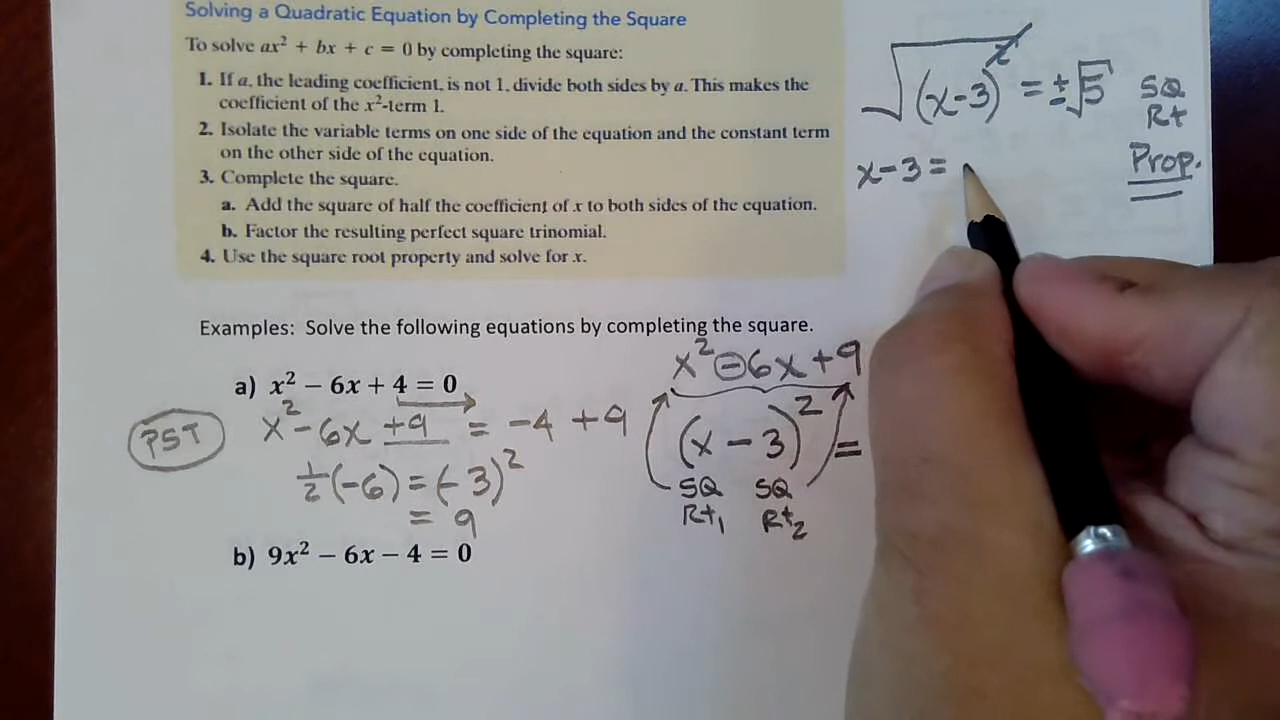 Solving a Quadratic Equation by Completing the Square
To solve ax² + bx + c = 0 by completing the square:
1. If a, the leading coefficient, is not 1, divide both sides by a. This makes the
coefficient of the x²-term 1.
2. Isolate the variable terms on one side of the equation and the constant term
on the other side of the equation.
3. Complete the square.
a. Add the square of half the coefficient of x to both sides of the equation.
b. Factor the resulting perfect square trinomial.
4. Use the square root property and solve for x.
√(x-3)² = ±√5
SQ
Rt
Prop.
x-3=
Examples: Solve the following equations by completing the square.
a) x² − 6x + 4 = 0
PST
x² - 6x +9 = -4 +9
½(-6) = (-3)²
= 9
x² - 6x + 9
(x - 3)² =
SQ SQ
Rt₁ Rt₂
b) 9x² − 6x − 4 = 0